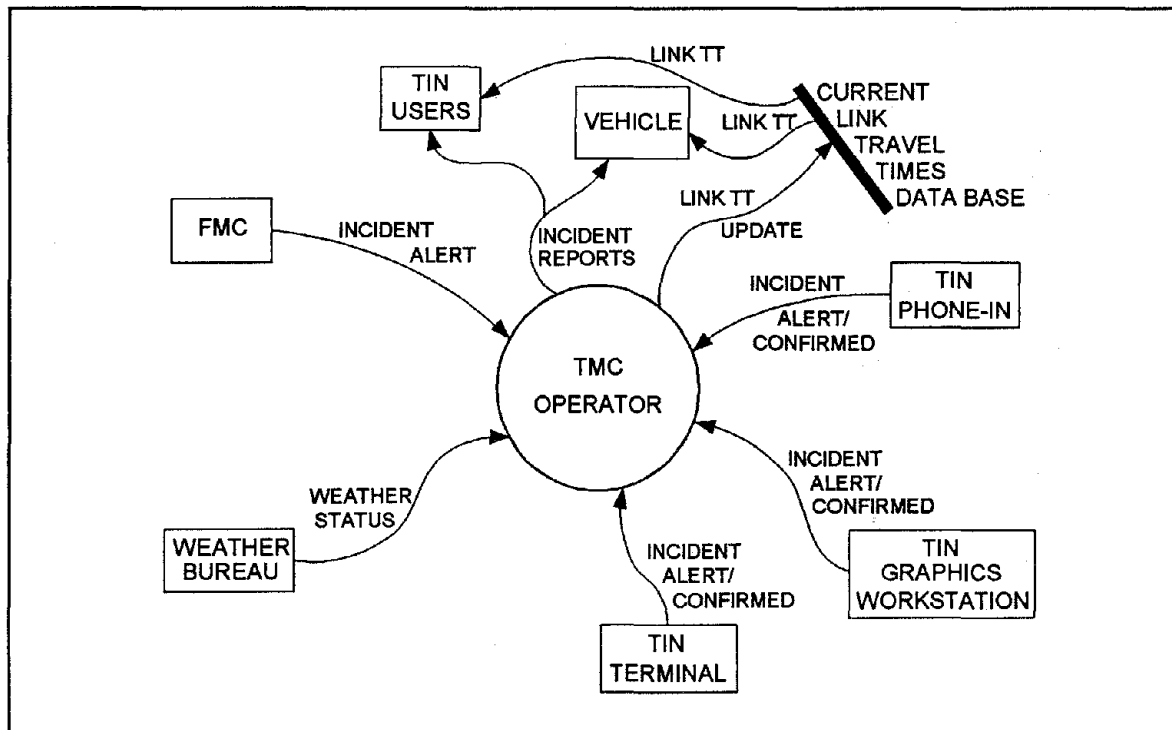 LINK TT
TIN
USERS
VEHICLE
LINK TT
CURRENT
LINK
TRAVEL
TIMES
DATA BASE
FMC
INCIDENT
ALERT
INCIDENT
REPORTS
LINK TT
UPDATE
TIN
PHONE-IN
INCIDENT
ALERT/
CONFIRMED
TMC
OPERATOR
WEATHER
STATUS
WEATHER
BUREAU
INCIDENT
ALERT/
CONFIRMED
TIN
TERMINAL
INCIDENT
ALERT/
CONFIRMED
TIN
GRAPHICS
WORKSTATION